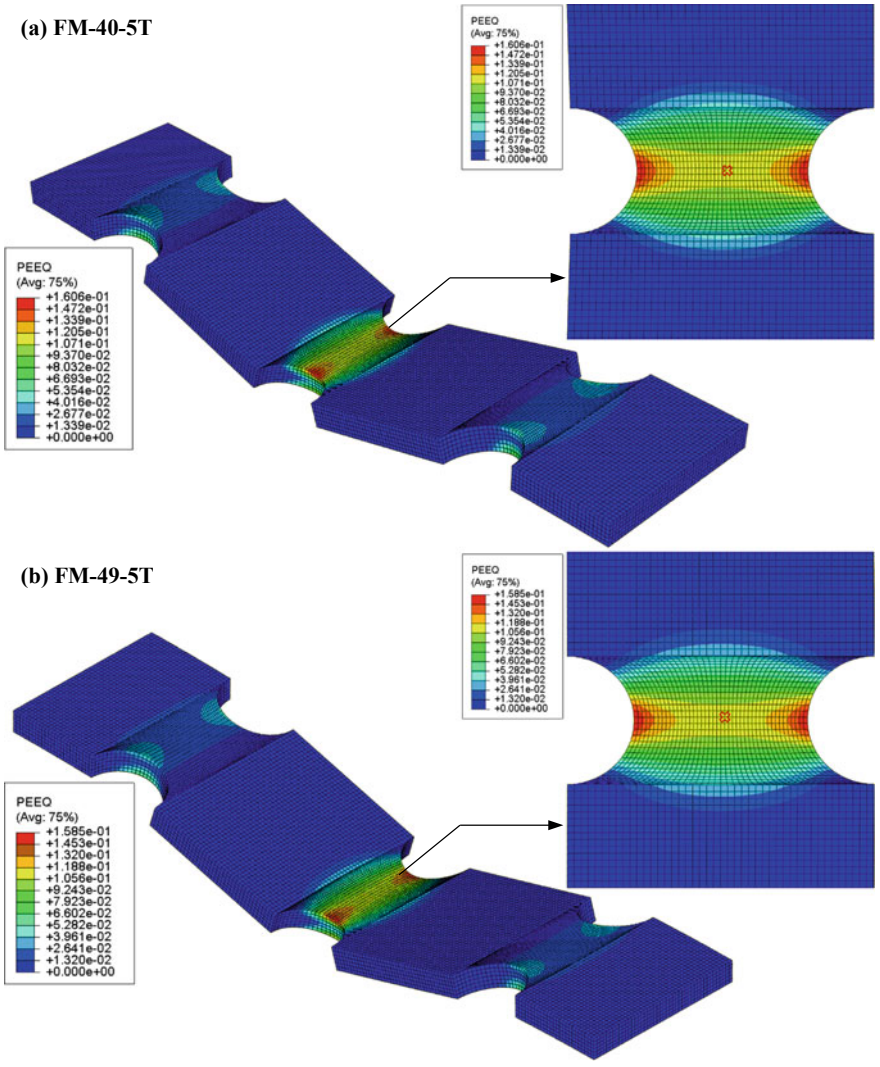 (a) FM-40-5T
PEEQ
(Avg: 75%)
+1.606e-01
+1.472e-01
+1.339e-01
+1.205e-01
+1.071e-01
+9.370e-02
+8.032e-02
+6.693e-02
+5.354e-02
+4.016e-02
+2.677e-02
+1.339e-02
+0.000e+00
PEEQ
(Avg: 75%)
+1.606e-01
+1.472e-01
+1.339e-01
+1.205e-01
+1.071e-01
+9.370e-02
+8.032e-02
+6.693e-02
+5.354e-02
+4.016e-02
+2.677e-02
+1.339e-02
+0.000e+00
(b) FM-49-5T
PEEQ
(Avg: 75%)
+1.585e-01
+1.453e-01
+1.320e-01
+1.188e-01
+1.056e-01
+9.243e-02
+7.923e-02
+6.602e-02
+5.282e-02
+3.961e-02
+2.641e-02
+1.320e-02
+0.000e+00
PEEQ
(Avg: 75%)
+1.585e-01
+1.453e-01
+1.320e-01
+1.188e-01
+1.056e-01
+9.243e-02
+7.923e-02
+6.602e-02
+5.282e-02
+3.961e-02
+2.641e-02
+1.320e-02
+0.000e+00